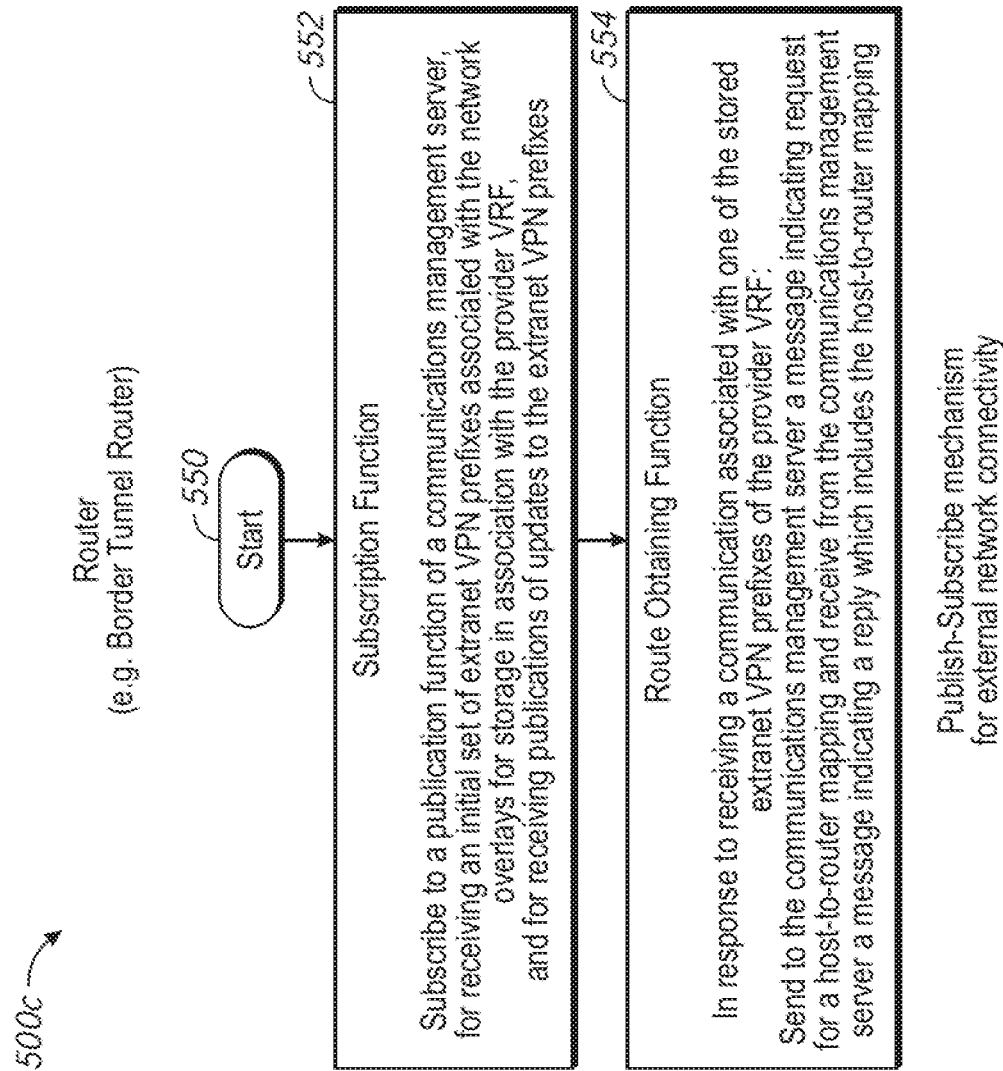 500c
Router
(e.g. Border Tunnel Router)
550
Start
552
Subscription Function
Subscribe to a publication function of a communications management server,
for receiving an initial set of extranet VPN prefixes associated with the network
overlays for storage in association with the provider VRF,
and for receiving publications of updates to the extranet VPN prefixes
554
Route Obtaining Function
In response to receiving a communication associated with one of the stored
extranet VPN prefixes of the provider VRF:
Send to the communications management server a message indicating request
for a host-to-router mapping and receive from the communications management
server a message indicating a reply which includes the host-to-router mapping
Publish-Subscribe mechanism
for external network connectivity